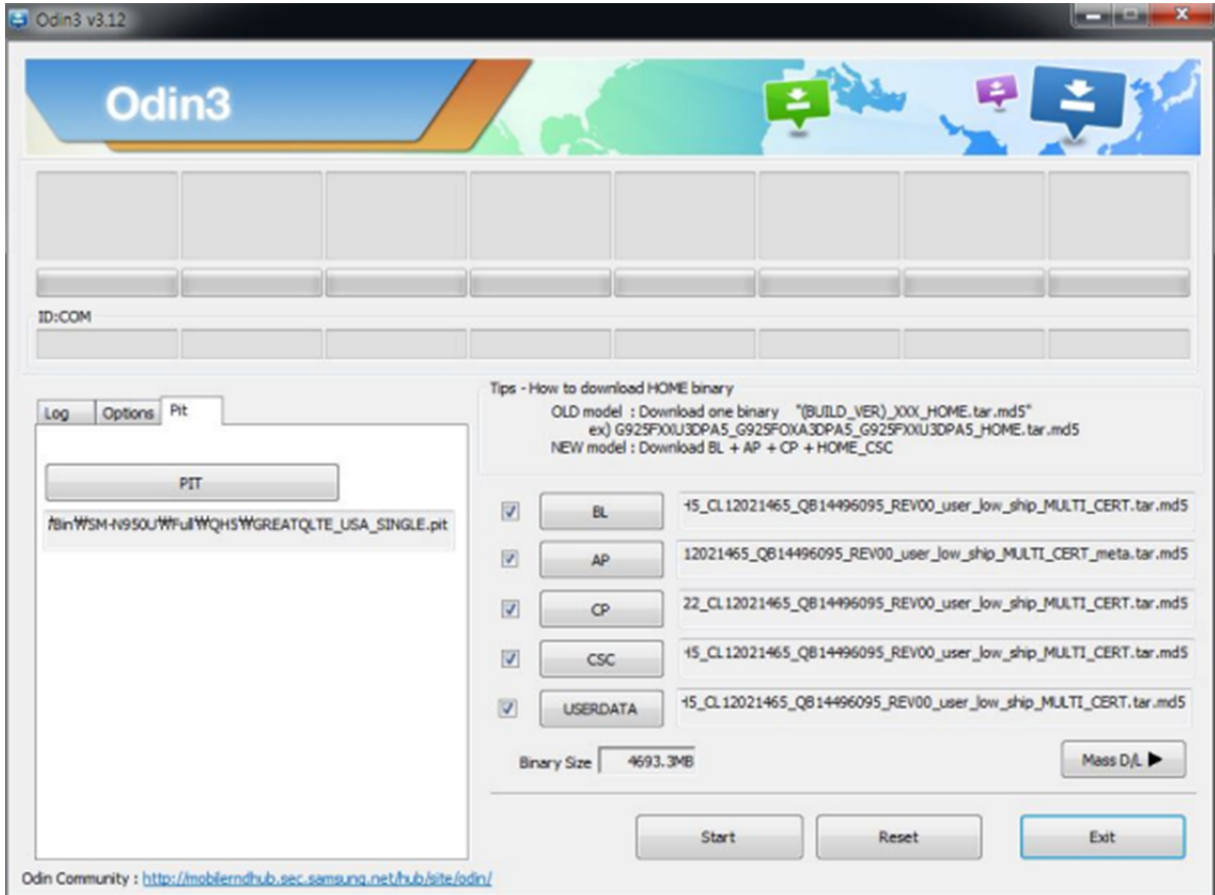 Odin3 v3.12
Odin3
ID:COM
Log Options Pit
PIT
/Bin₩SM-N950U₩Full₩QH5₩GREATQLTE_USA_SINGLE.pit
Tips - How to download HOME binary
OLD model : Download one binary "(BUILD_VER)_XXX_HOME.tar.md5"
ex) G925FXXU3DPA5_G925FOXA3DPA5_G925FXXU3DPA5_HOME.tar.md5
NEW model : Download BL + AP + CP + HOME_CSC
BL H5_CL12021465_QB14496095_REV00_user_low_ship_MULTI_CERT.tar.md5
AP 12021465_QB14496095_REV00_user_low_ship_MULTI_CERT_meta.tar.md5
CP 22_CL12021465_QB14496095_REV00_user_low_ship_MULTI_CERT.tar.md5
CSC H5_CL12021465_QB14496095_REV00_user_low_ship_MULTI_CERT.tar.md5
USERDATA H5_CL12021465_QB14496095_REV00_user_low_ship_MULTI_CERT.tar.md5
Binary Size 4693.3MB
Mass D/L ▶
Start Reset Exit
Odin Community : http://mobilerndhub.sec.samsung.net/hub/site/odin/